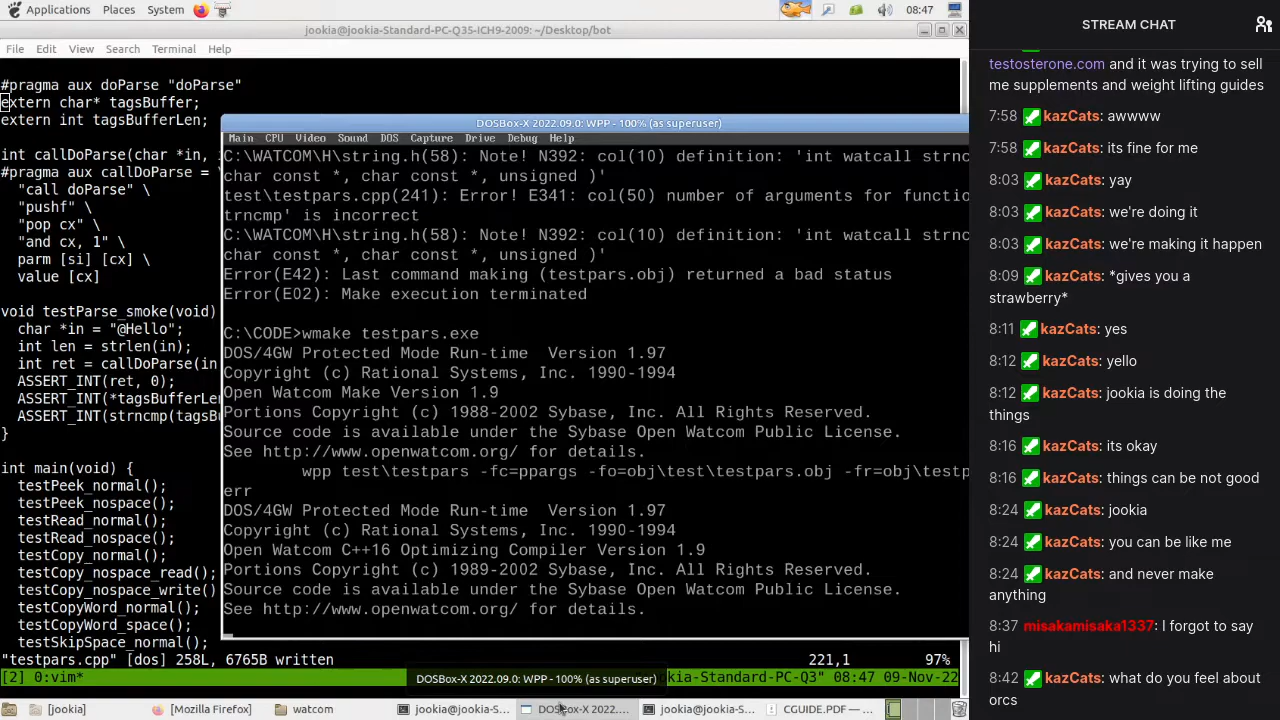 Applications Places System 08:47
jookia@jookia-Standard-PC-Q35-ICH9-2009: ~/Desktop/bot
File Edit View Search Terminal Help
#pragma aux doParse "doParse"
extern char* tagsBuffer;
extern int tagsBufferLen;
int callDoParse(char *in,
#pragma aux callDoParse =
"call doParse" \
"pushf" \
"pop cx" \
"and cx, 1" \
parm [si] [cx] \
value [cx]
void testParse_smoke(void)
char *in = "@Hello";
int len = strlen(in);
int ret = callDoParse(in
ASSERT_INT(ret, 0);
ASSERT_INT(*tagsBufferLen
ASSERT_INT(strncmp(tagsB
}
int main(void) {
testPeek_normal();
testPeek_nospace();
testRead_normal();
testRead_nospace();
testCopy_normal();
testCopy_nospace_read();
testCopy_nospace_write()
testCopyWord_normal();
testCopyWord_space();
testSkipSpace_normal();
"testpars.cpp" [dos] 258L, 6765B written 221,1 97%
[2] 0:vim* kia-Standard-PC-Q3" 08:47 09-Nov-22
DOSBox-X 2022.09.0: WPP - 100% (as superuser)
Main CPU Video Sound DOS Capture Drive Debug Help
C:\WATCOM\H\string.h(58): Note! N392: col(10) definition: 'int watcall strnc
char const *, char const *, unsigned )'
test\testpars.cpp(241): Error! E341: col(50) number of arguments for functio
trncmp' is incorrect
C:\WATCOM\H\string.h(58): Note! N392: col(10) definition: 'int watcall strnc
char const *, char const *, unsigned )'
Error(E42): Last command making (testpars.obj) returned a bad status
Error(E02): Make execution terminated
C:\CODE>wmake testpars.exe
DOS/4GW Protected Mode Run-time Version 1.97
Copyright (c) Rational Systems, Inc. 1990-1994
Open Watcom Make Version 1.9
Portions Copyright (c) 1988-2002 Sybase, Inc. All Rights Reserved.
Source code is available under the Sybase Open Watcom Public License.
See http://www.openwatcom.org/ for details.
wpp test\testpars -fc=ppargs -fo=obj\test\testpars.obj -fr=obj\testp
err
DOS/4GW Protected Mode Run-time Version 1.97
Copyright (c) Rational Systems, Inc. 1990-1994
Open Watcom C++16 Optimizing Compiler Version 1.9
Portions Copyright (c) 1989-2002 Sybase, Inc. All Rights Reserved.
Source code is available under the Sybase Open Watcom Public License.
See http://www.openwatcom.org/ for details.
DOSBox-X 2022.09.0: WPP - 100% (as superuser)
[jookia] [Mozilla Firefox] watcom jookia@jookia-S... DOSBox-X 2022.... jookia@jookia-S... CGUIDE.PDF — ...
STREAM CHAT
testosterone.com and it was trying to sell
me supplements and weight lifting guides
7:58 kazCats: awwww
7:58 kazCats: its fine for me
8:03 kazCats: yay
8:03 kazCats: we're doing it
8:03 kazCats: we're making it happen
8:09 kazCats: *gives you a
strawberry*
8:11 kazCats: yes
8:12 kazCats: yello
8:12 kazCats: jookia is doing the
things
8:16 kazCats: its okay
8:16 kazCats: things can be not good
8:24 kazCats: jookia
8:24 kazCats: you can be like me
8:24 kazCats: and never make
anything
8:37 misakamisaka1337: I forgot to say
hi
8:42 kazCats: what do you feel about
orcs